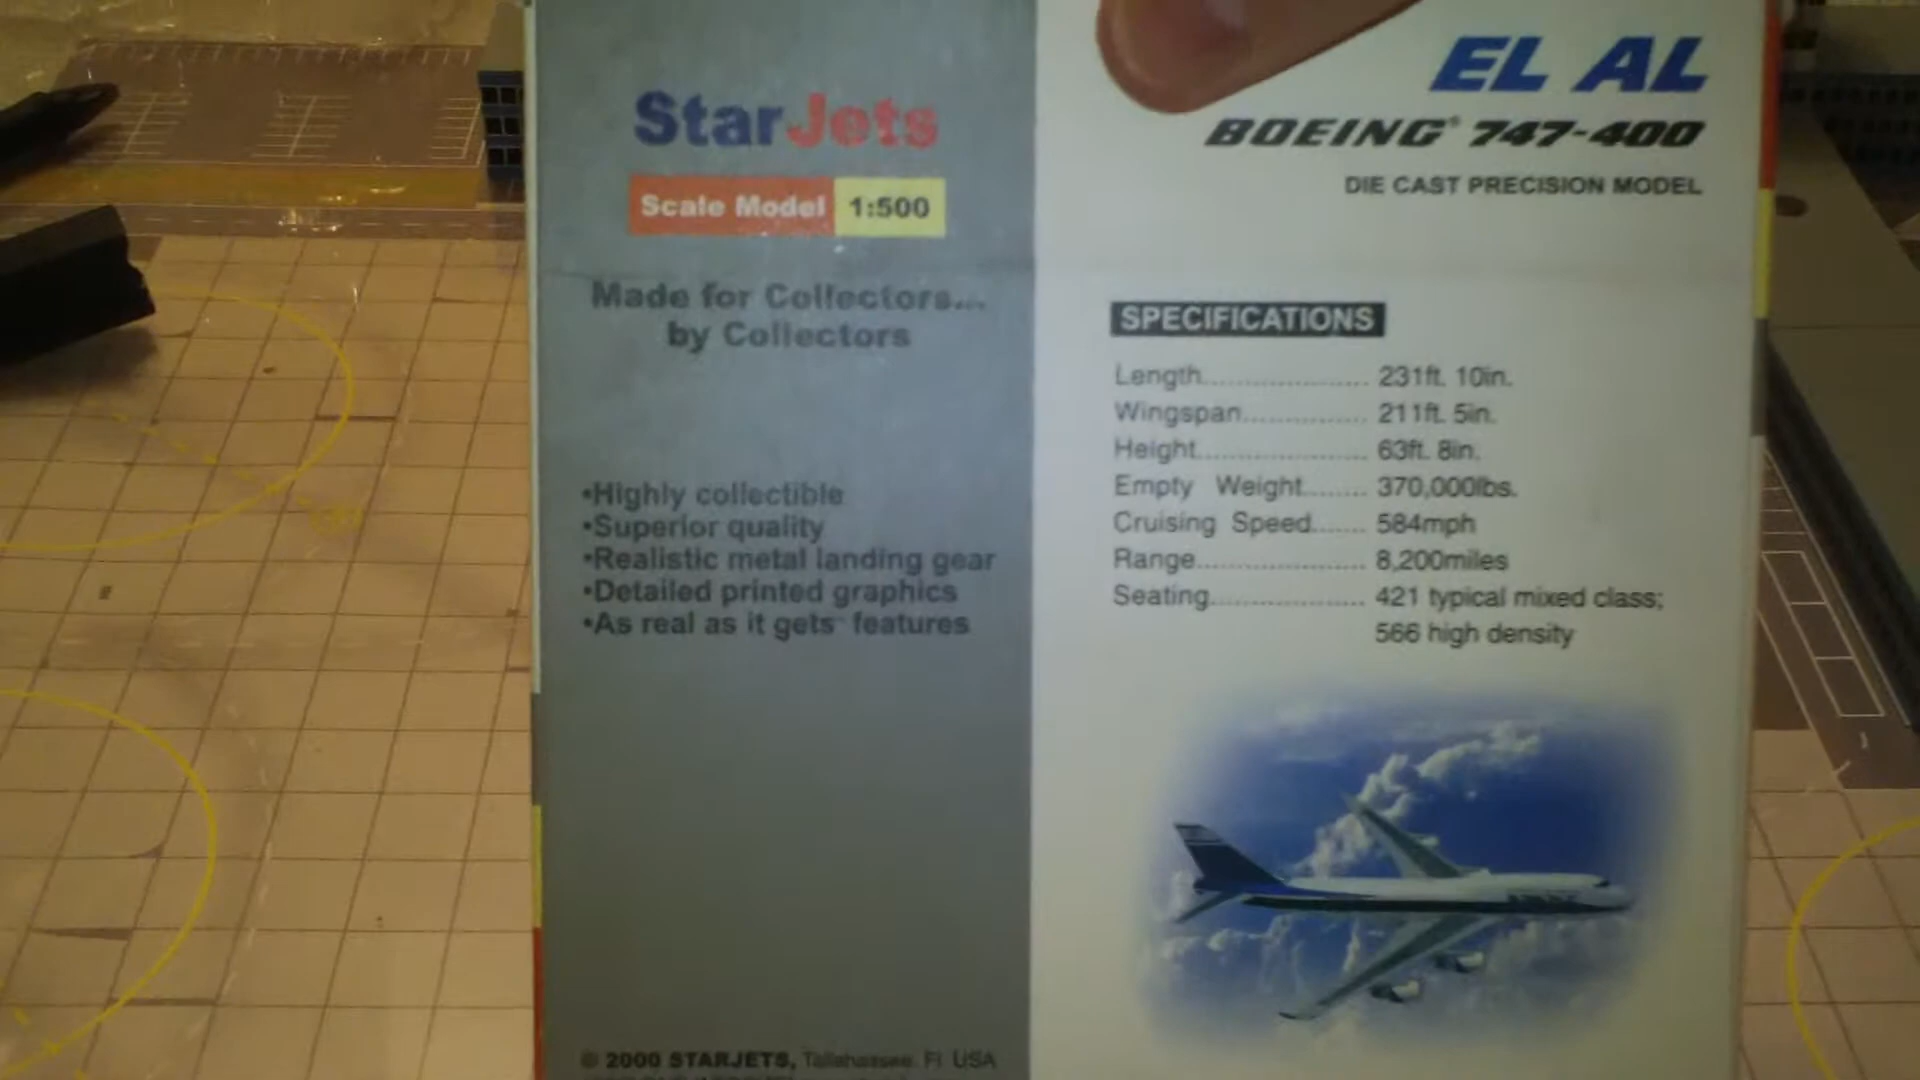 StarJets
Scale Model 1:500
Made for Collectors...
by Collectors
•Highly collectible
•Superior quality
•Realistic metal landing gear
•Detailed printed graphics
•As real as it gets features
© 2000 STARJETS, Tallahassee. Fl USA
EL AL
BOEING® 747-400
DIE CAST PRECISION MODEL
SPECIFICATIONS
Length..................... 231ft. 10in.
Wingspan............... 211ft. 5in.
Height..................... 63ft. 8in.
Empty Weight........ 370,000lbs.
Cruising Speed....... 584mph
Range..................... 8,200miles
Seating................... 421 typical mixed class;
566 high density